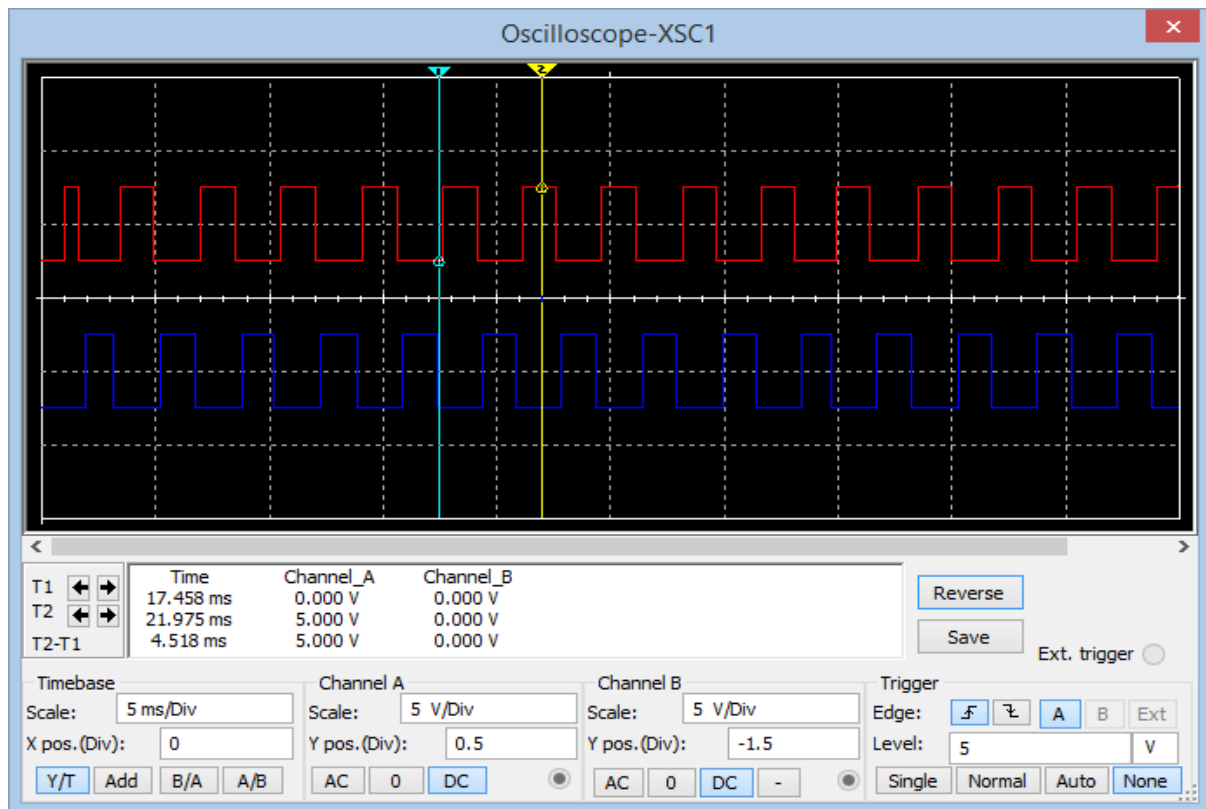 Oscilloscope-XSC1
1 2
Time Channel_A Channel_B
T1 17.458 ms 0.000 V 0.000 V
T2 21.975 ms 5.000 V 0.000 V
T2-T1 4.518 ms 5.000 V 0.000 V
Reverse
Save
Ext. trigger
Timebase Channel A Channel B Trigger
Scale: 5 ms/Div Scale: 5 V/Div Scale: 5 V/Div Edge: A B Ext
X pos.(Div): 0 Y pos.(Div): 0.5 Y pos.(Div): -1.5 Level: 5 V
Y/T Add B/A A/B AC 0 DC AC 0 DC - Single Normal Auto None